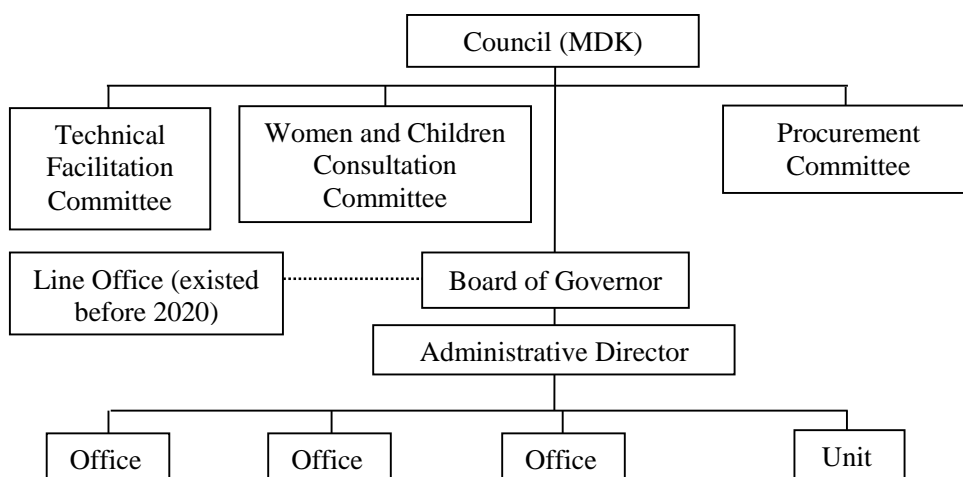 Council (MDK)
Technical
Facilitation
Committee
Women and Children
Consultation
Committee
Procurement
Committee
Line Office (existed
before 2020)
Board of Governor
Administrative Director
Office
Office
Office
Unit